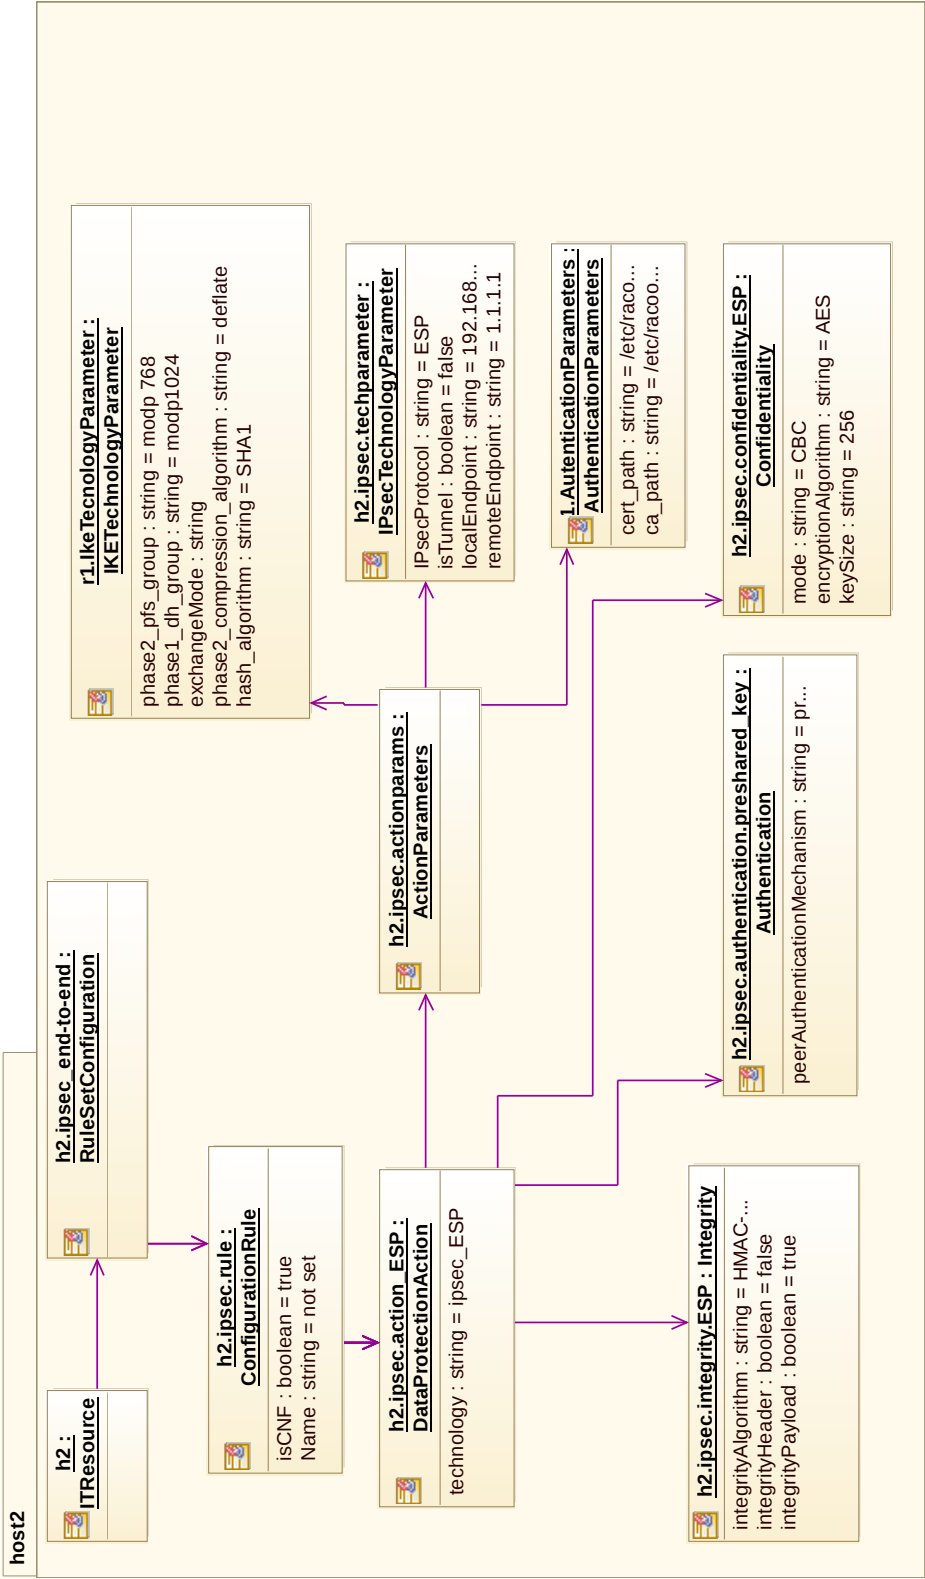 host2
h2 :
ITResource
h2.ipsec_end-to-end :
RuleSetConfiguration
h2.ipsec.rule :
ConfigurationRule
isCNF : boolean = true
Name : string = not set
h2.ipsec.action_ESP :
DataProtectionAction
technology : string = ipsec_ESP
h2.ipsec.integrity.ESP : Integrity
integrityAlgorithm : string = HMAC-...
integrityHeader : boolean = false
integrityPayload : boolean = true
h2.ipsec.actionparams :
ActionParameters
h2.ipsec.authentication.preshared_key :
Authentication
peerAuthenticationMechanism : string = pr...
r1.IkeTecnologyParameter :
IKETechnologyParameter
phase2_pfs_group : string = modp 768
phase1_dh_group : string = modp1024
exchangeMode : string
phase2_compression_algorithm : string = deflate
hash_algorithm : string = SHA1
h2.ipsec.techparameter :
IPsecTechnologyParameter
IPsecProtocol : string = ESP
isTunnel : boolean = false
localEndpoint : string = 192.168...
remoteEndpoint : string = 1.1.1.1
1.AutenticationParameters :
AuthenticationParameters
cert_path : string = /etc/raco...
ca_path : string = /etc/racoo...
h2.ipsec.confidentiality.ESP :
Confidentiality
mode : string = CBC
encryptionAlgorithm : string = AES
keySize : string = 256